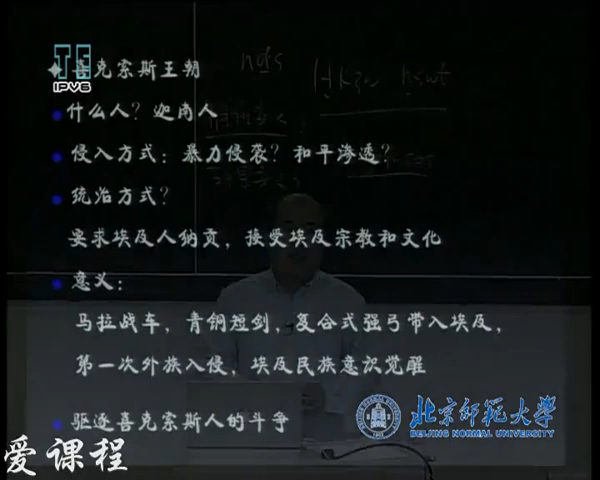 喜克索斯王朝
IPV6
什么人？迦南人
侵入方式：暴力侵袭？和平渗透？
统治方式？
要求埃及人纳贡，接受埃及宗教和文化
意义：
马拉战车，青铜短剑，复合式强弓带入埃及，
第一次外族入侵，埃及民族意识觉醒
驱逐喜克索斯人的斗争
北京师范大学
BEIJING NORMAL UNIVERSITY
爱课程